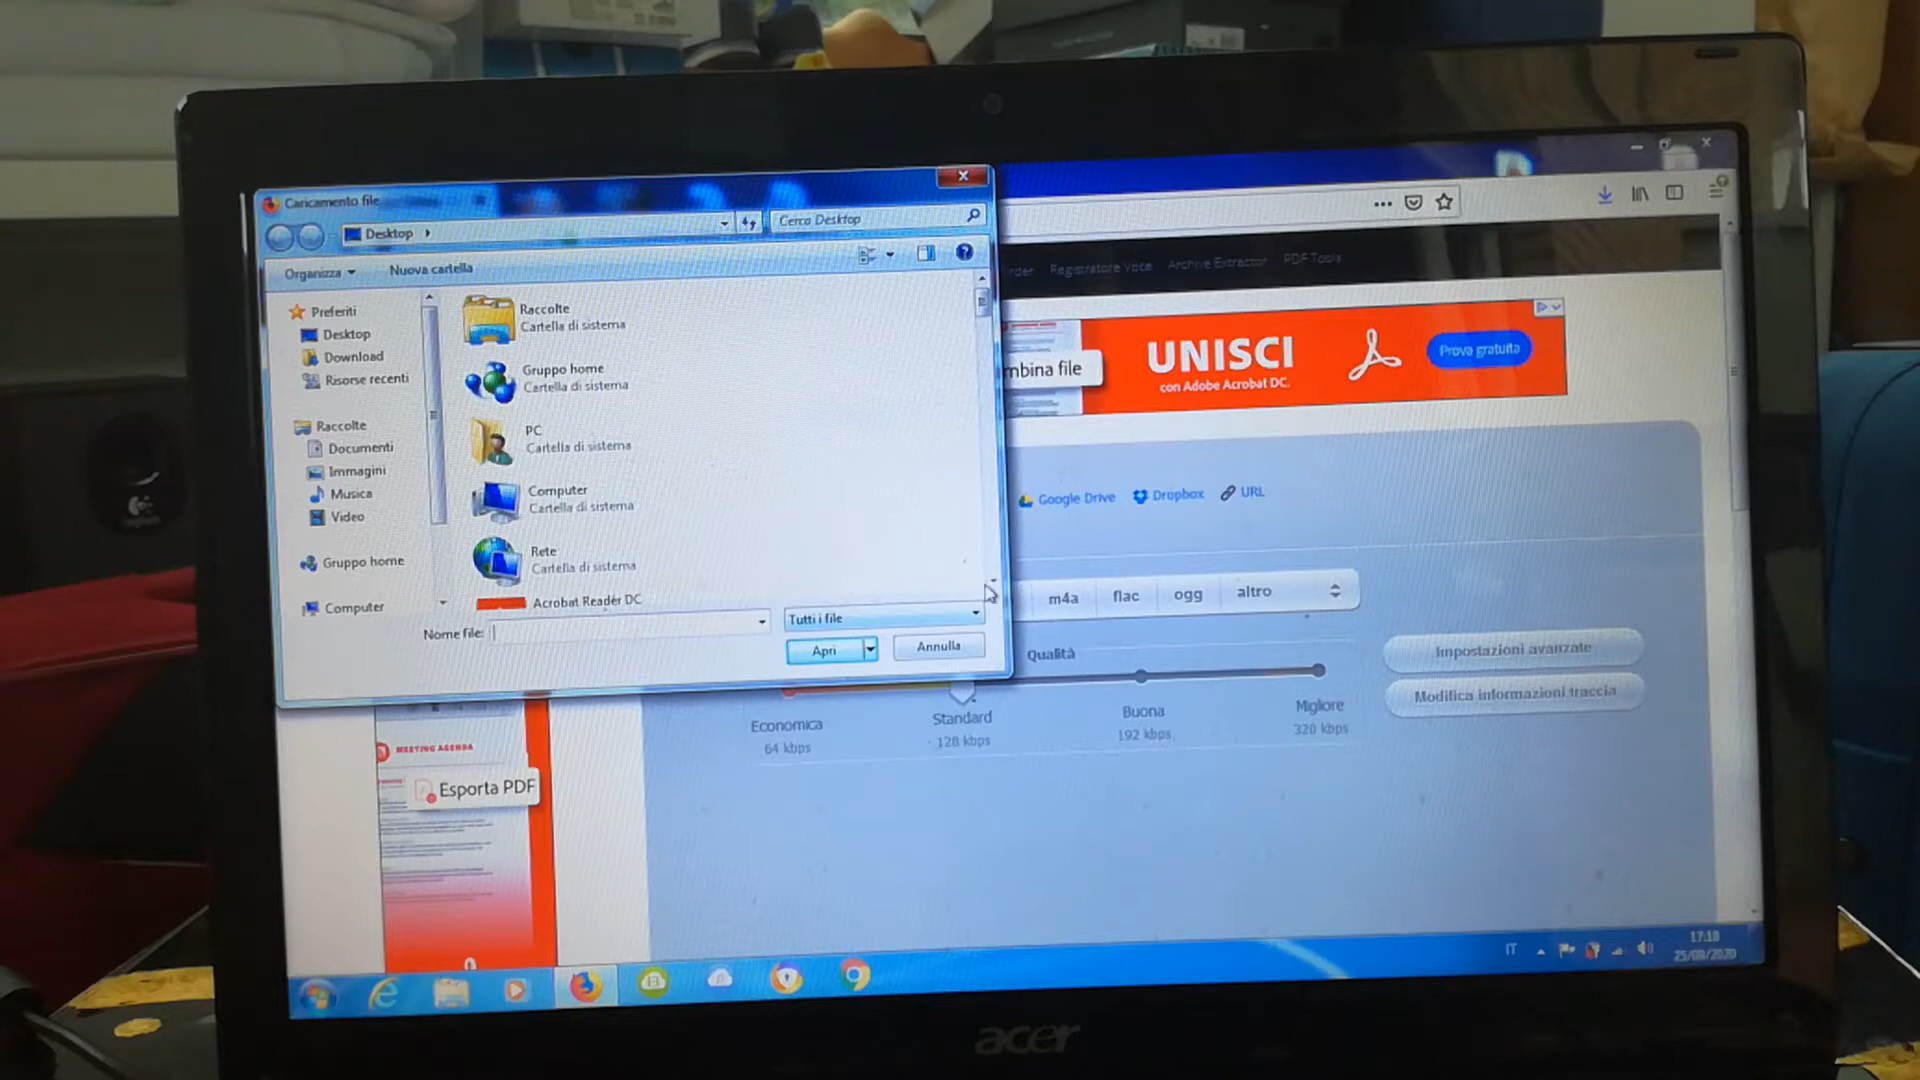 Caricamento file
Desktop
Cerca Desktop
Organizza
Nuova cartella
Preferiti
Desktop
Download
Risorse recenti
Raccolte
Documenti
Immagini
Musica
Video
Gruppo home
Computer
Raccolte
Cartella di sistema
Gruppo home
Cartella di sistema
PC
Cartella di sistema
Computer
Cartella di sistema
Rete
Cartella di sistema
Acrobat Reader DC
Nome file:
Tutti i file
Apri
Annulla
rder Registratore Voce Archive Extractor PDF Tools
mbina file
UNISCI
con Adobe Acrobat DC.
Prova gratuita
Google Drive Dropbox URL
m4a flac ogg altro
Qualità
Impostazioni avanzate
Modifica informazioni traccia
Economica
64 kbps
Standard
128 kbps
Buona
192 kbps
Migliore
320 kbps
MEETING AGENDA
Esporta PDF
IT
17:18
25/08/2020
acer